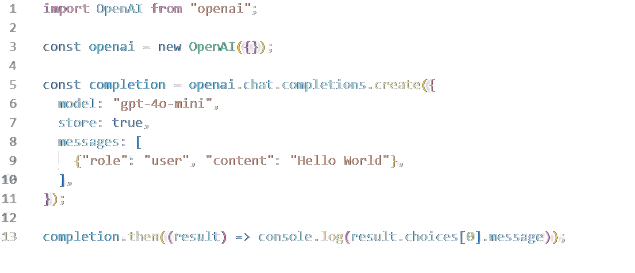 1 import OpenAI from "openai";
2
3 const openai = new OpenAI({});
4
5 const completion = openai.chat.completions.create({
6 model: "gpt-4o-mini",
7 store: true,
8 messages: [
9 {"role": "user", "content": "Hello World"},
10 ],
11 });
12
13 completion.then((result) => console.log(result.choices[0].message));